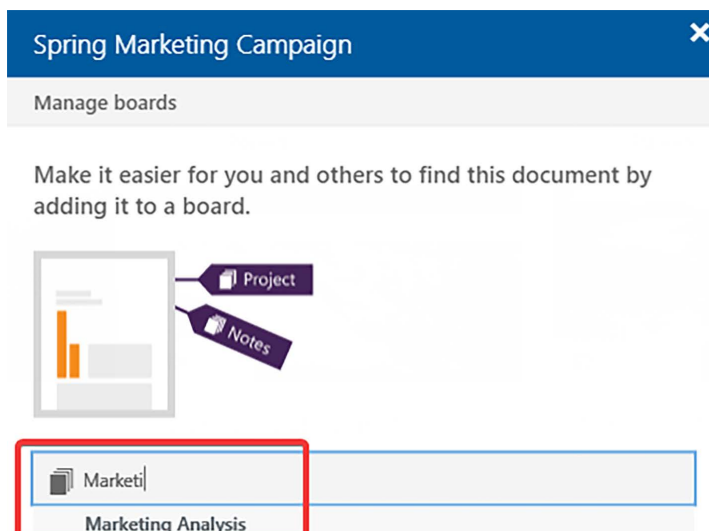 Spring Marketing Campaign
Manage boards
Make it easier for you and others to find this document by
adding it to a board.
Project
Notes
Marketi
Marketing Analysis